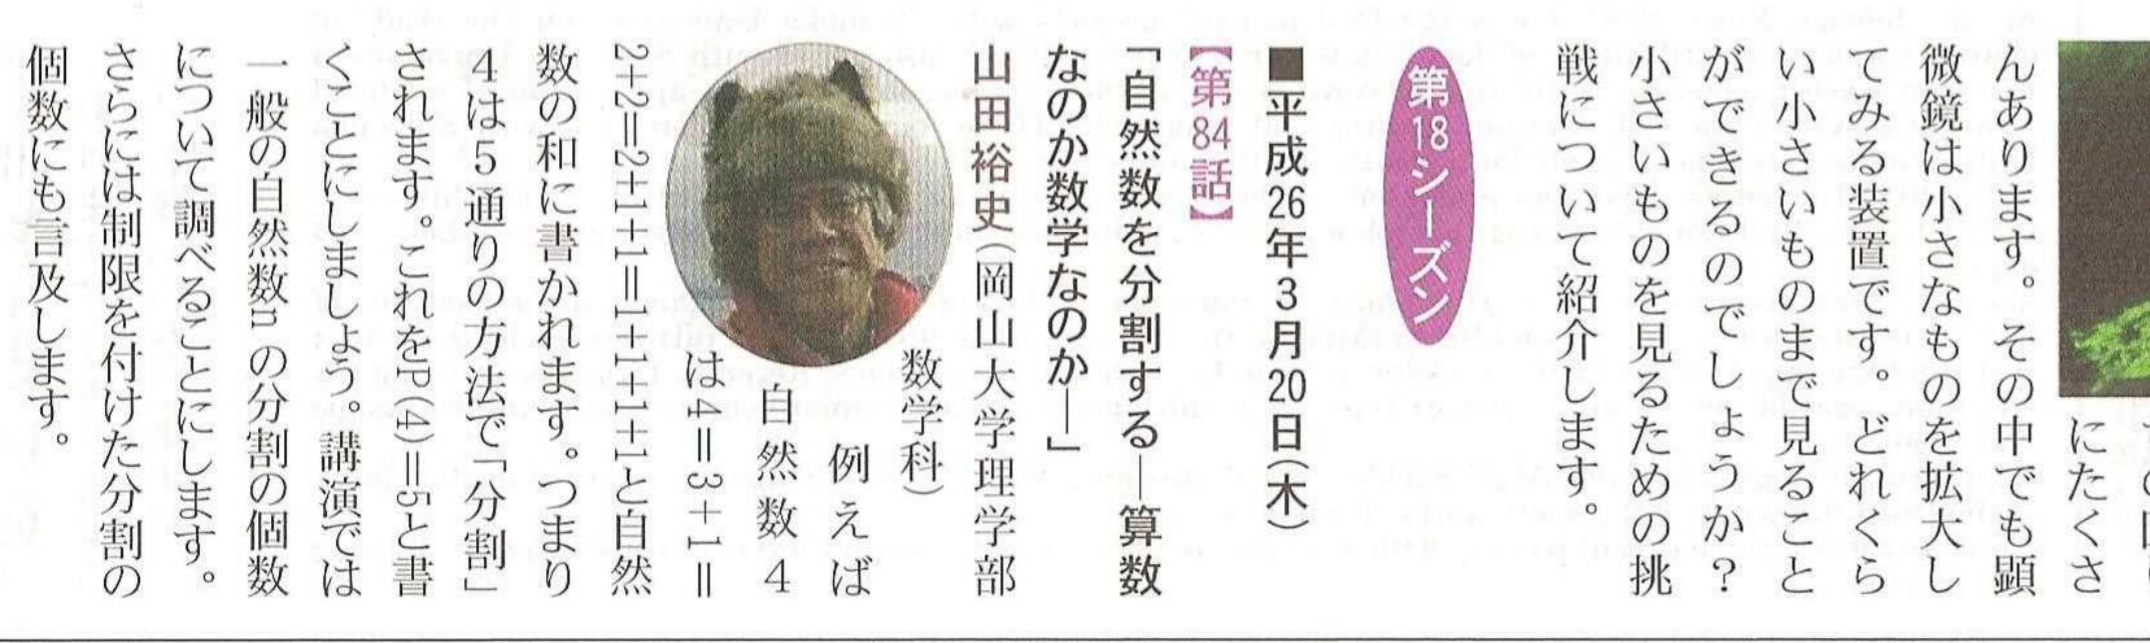 にたくさ
んあります。その中でも顕
微鏡は小さなものを拡大し
てみる装置です。どれくら
い小さいものまで見ること
ができるのでしょうか？
小さいものを見るための挑
戦について紹介します。
第18シーズン
■平成26年3月20日(木)
【第84話】
「自然数を分割する―算数
なのか数学なのか―」
山田裕史(岡山大学理学部
数学科)
例えば
自然数4
は4=3+1=
2+2=2+1+1=1+1+1+1と自然
数の和に書かれます。つまり
4は5通りの方法で「分割」
されます。これをp(4)=5と書
くことにしましょう。講演では
一般の自然数n の分割の個数
について調べることにします。
さらには制限を付けた分割の
個数にも言及します。